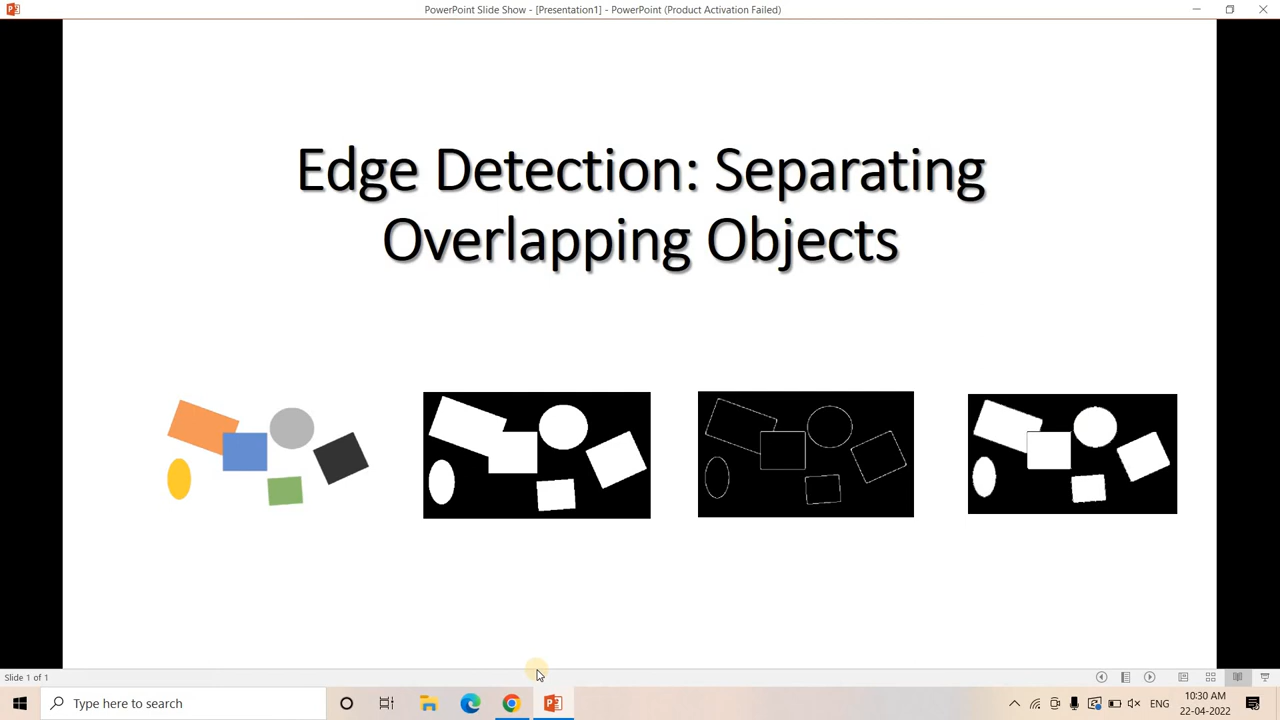 PowerPoint Slide Show - [Presentation1] - PowerPoint (Product Activation Failed)
Edge Detection: Separating
Overlapping Objects
Slide 1 of 1
Type here to search
ENG
10:30 AM
22-04-2022